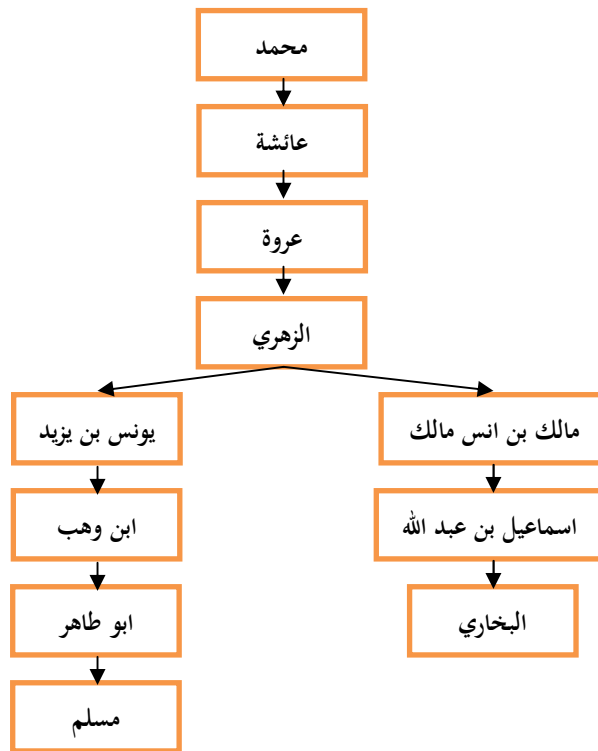 محمد
عائشة
عروة
الزهري
مالك بن انس مالك
يونس بن يزيد
اسماعيل بن عبد الله
ابن وهب
البخاري
ابو طاهر
مسلم